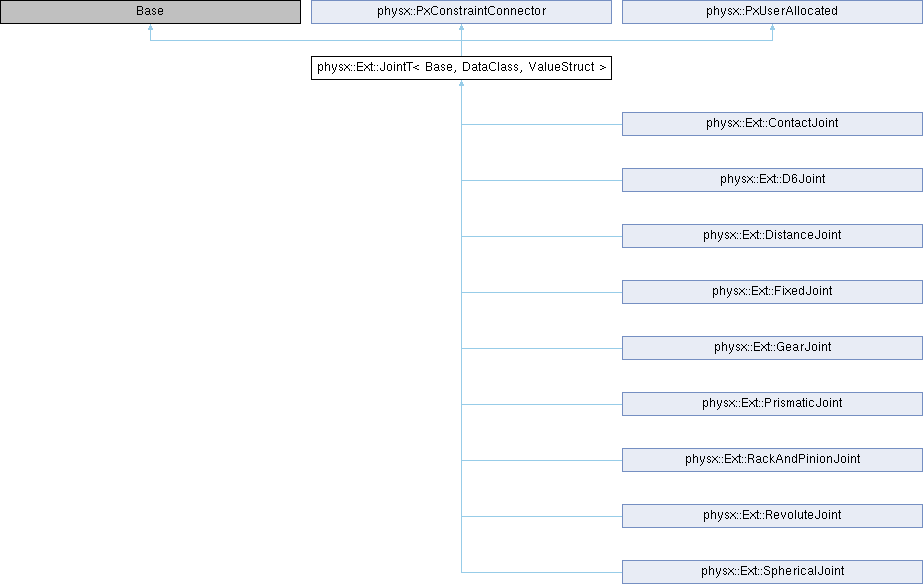 Base
physx::PxConstraintConnector
physx::PxUserAllocated
physx::Ext::JointT< Base, DataClass, ValueStruct >
physx::Ext::ContactJoint
physx::Ext::D6Joint
physx::Ext::DistanceJoint
physx::Ext::FixedJoint
physx::Ext::GearJoint
physx::Ext::PrismaticJoint
physx::Ext::RackAndPinionJoint
physx::Ext::RevoluteJoint
physx::Ext::SphericalJoint